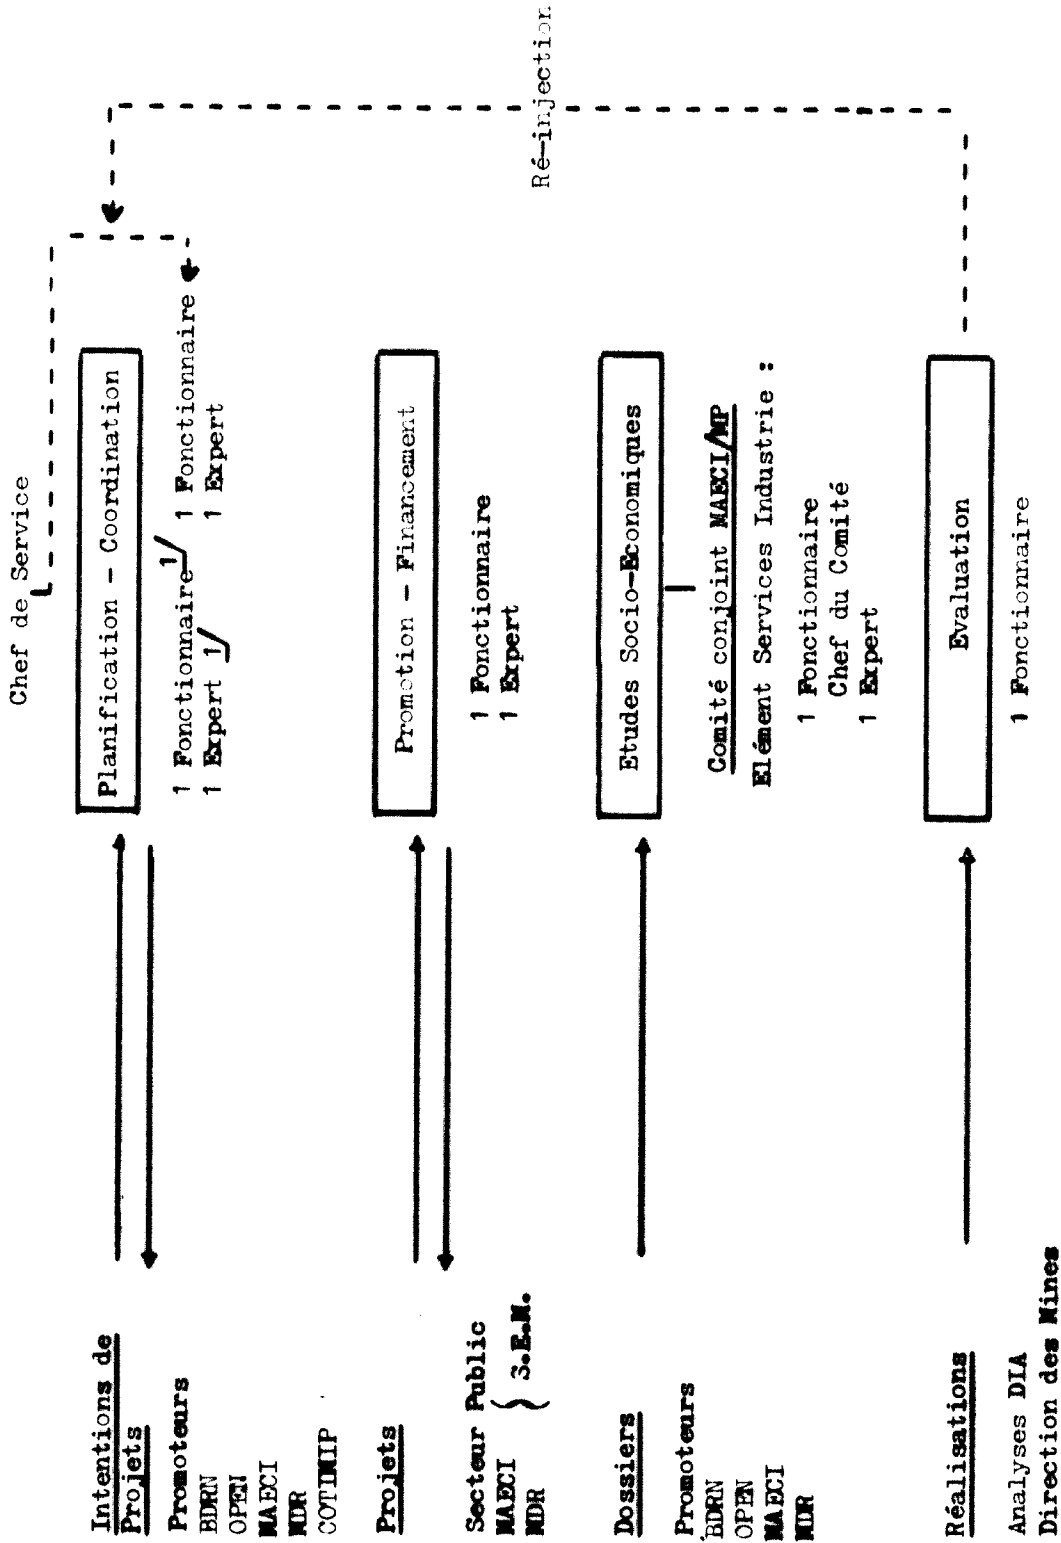 Chef de Service
Intentions de
Projets
Promoteurs
BDRN
OPEN
MAECI
MDR
COTIMIP
Planification - Coordination
1 Fonctionnaire 1/
1 Expert 1/
1 Fonctionnaire
1 Expert
Projets
Secteur Public
MAECI
MDR
} S.E.M.
Promotion - Financement
1 Fonctionnaire
1 Expert
Dossiers
Promoteurs
BDRN
OPEN
MAECI
MDR
Etudes Socio-Economiques
Comité conjoint MAECI/MP
Elément Services Industrie :
1 Fonctionnaire
Chef du Comité
1 Expert
Réalisations
Analyses DIA
Direction des Mines
Evaluation
1 Fonctionnaire
Ré-injection